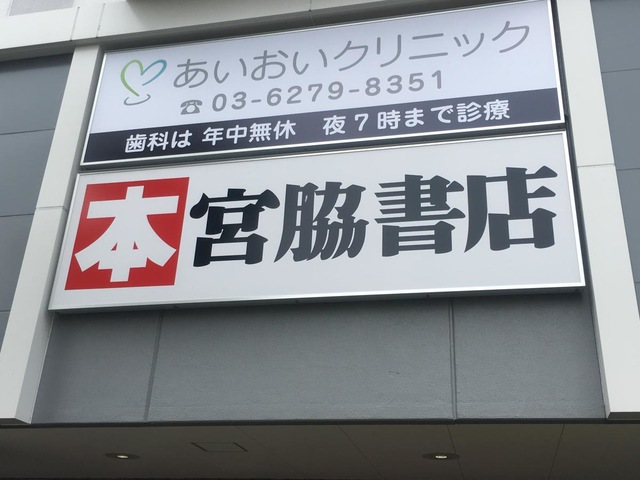 あいおいクリニック
☎03-6279-8351
歯科は 年中無休 夜7時まで診療
本 宮脇書店